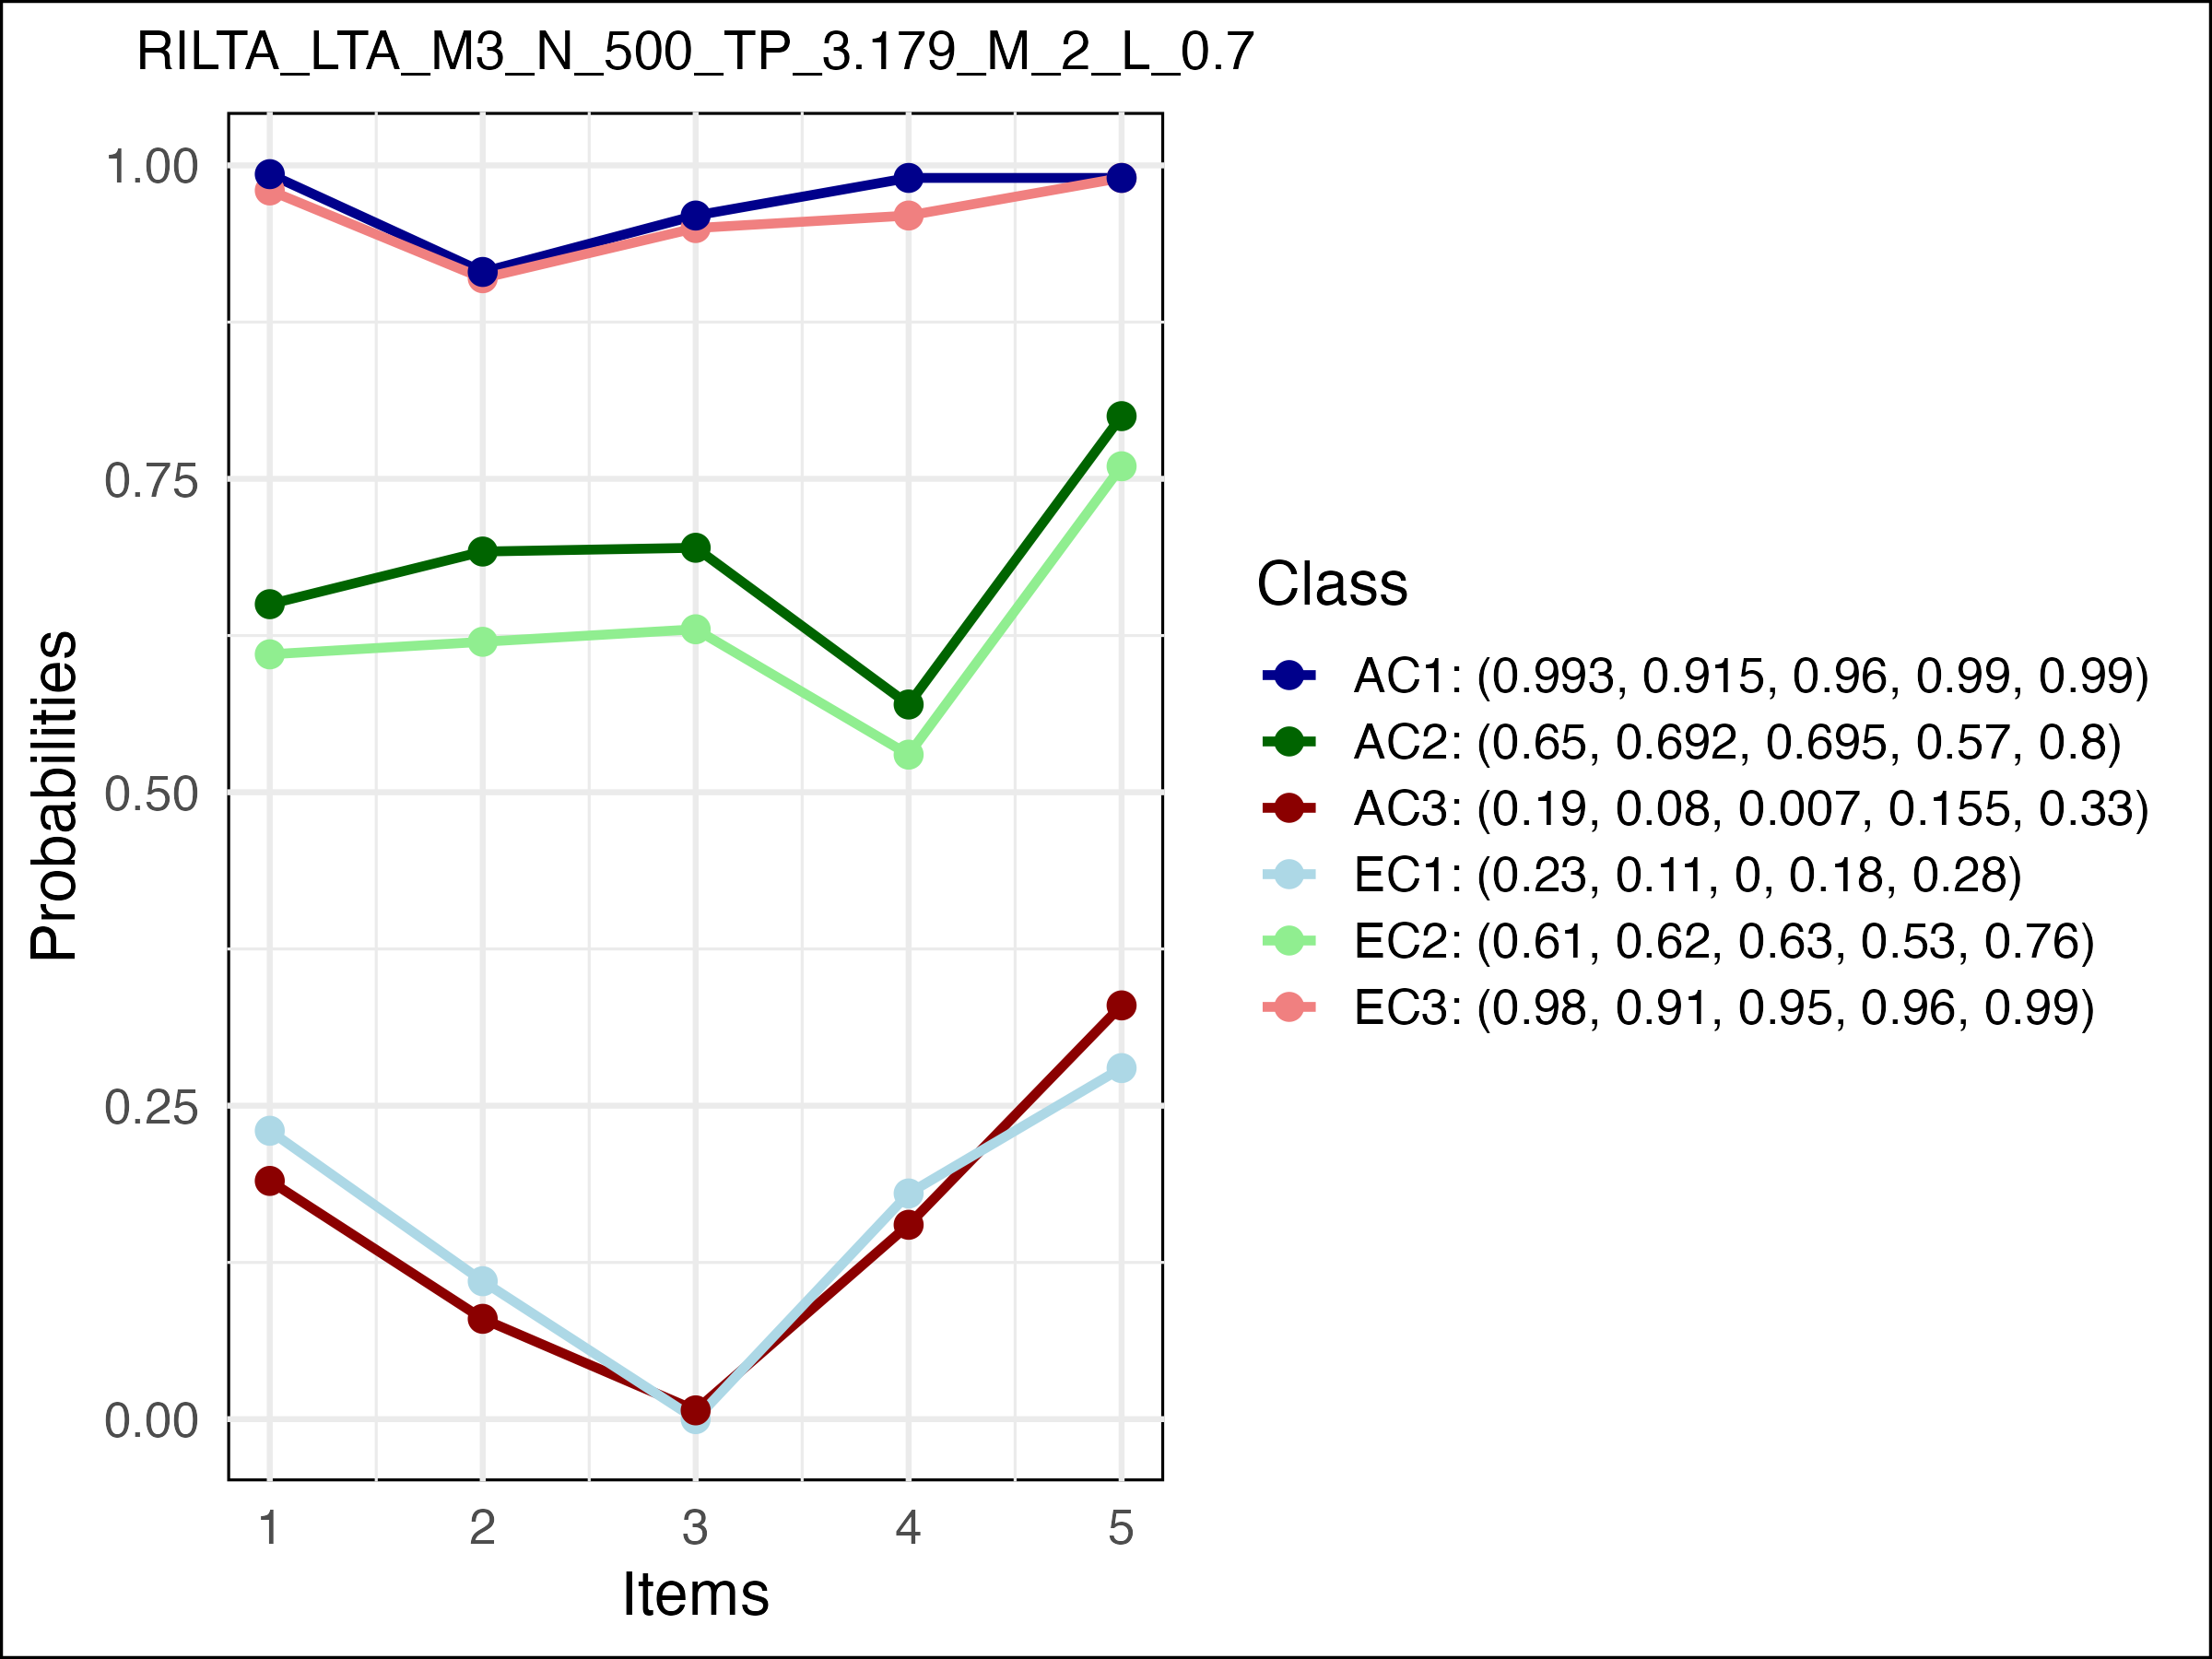 RILTA_LTA_M3_N_500_TP_3.179_M_2_L_0.7
1.00
0.75
0.50
0.25
0.00
Probabilities
1 2 3 4 5
Items
Class
AC1: (0.993, 0.915, 0.96, 0.99, 0.99)
AC2: (0.65, 0.692, 0.695, 0.57, 0.8)
AC3: (0.19, 0.08, 0.007, 0.155, 0.33)
EC1: (0.23, 0.11, 0, 0.18, 0.28)
EC2: (0.61, 0.62, 0.63, 0.53, 0.76)
EC3: (0.98, 0.91, 0.95, 0.96, 0.99)